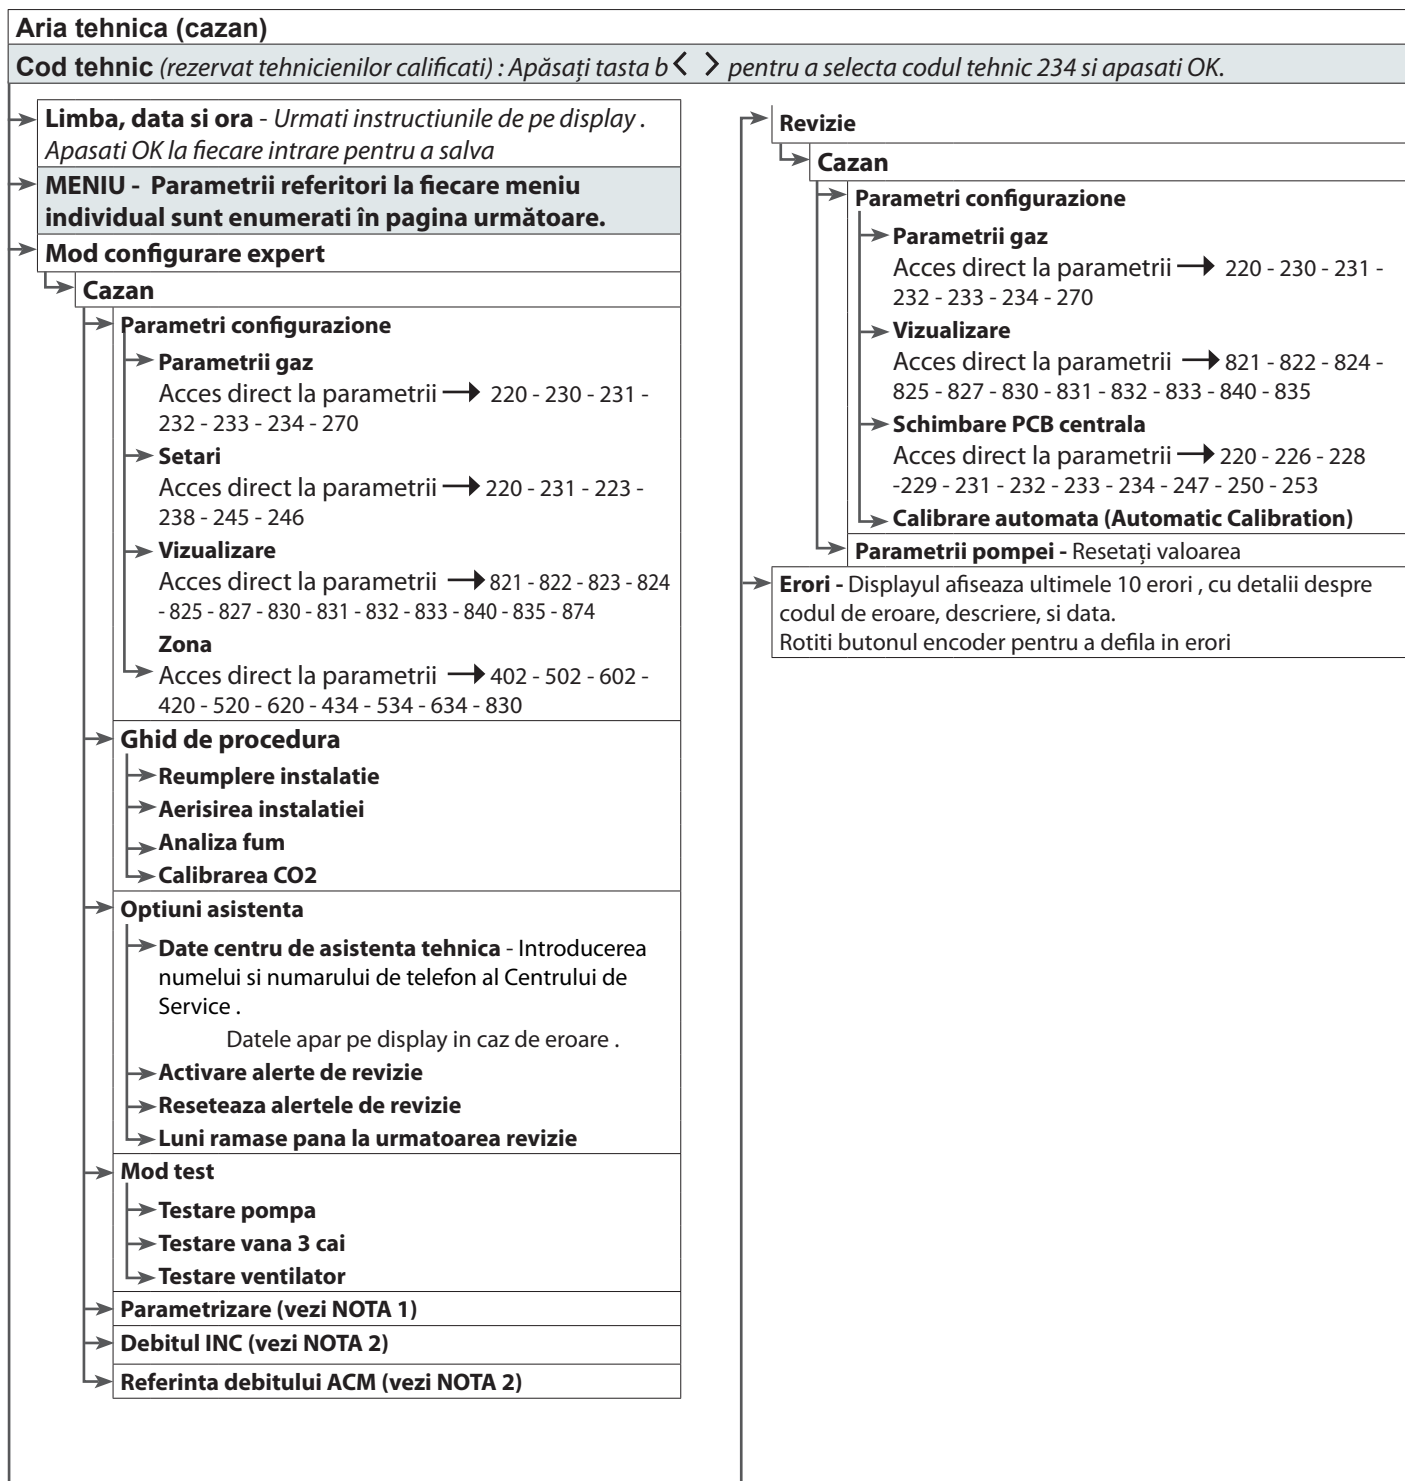 Aria tehnica (cazan)
Cod tehnic (rezervat tehnicienilor calificati) : Apăsați tasta b < > pentru a selecta codul tehnic 234 si apasati OK.
Limba, data si ora - Urmati instructiunile de pe display .
Apasati OK la fiecare intrare pentru a salva
MENIU - Parametrii referitori la fiecare meniu
individual sunt enumerati în pagina următoare.
Mod configurare expert
Cazan
Parametri configurazione
Parametrii gaz
Acces direct la parametrii → 220 - 230 - 231 -
232 - 233 - 234 - 270
Setari
Acces direct la parametrii → 220 - 231 - 223 -
238 - 245 - 246
Vizualizare
Acces direct la parametrii → 821 - 822 - 823 - 824
- 825 - 827 - 830 - 831 - 832 - 833 - 840 - 835 - 874
Zona
Acces direct la parametrii → 402 - 502 - 602 -
420 - 520 - 620 - 434 - 534 - 634 - 830
Ghid de procedura
Reumplere instalatie
Aerisirea instalatiei
Analiza fum
Calibrarea CO2
Optiuni asistenta
Date centru de asistenta tehnica - Introducerea
numelui si numarului de telefon al Centrului de
Service .
Datele apar pe display in caz de eroare .
Activare alerte de revizie
Reseteaza alertele de revizie
Luni ramase pana la urmatoarea revizie
Mod test
Testare pompa
Testare vana 3 cai
Testare ventilator
Parametrizare (vezi NOTA 1)
Debitul INC (vezi NOTA 2)
Referinta debitului ACM (vezi NOTA 2)
Revizie
Cazan
Parametri configurazione
Parametrii gaz
Acces direct la parametrii → 220 - 230 - 231 -
232 - 233 - 234 - 270
Vizualizare
Acces direct la parametrii → 821 - 822 - 824 -
825 - 827 - 830 - 831 - 832 - 833 - 840 - 835
Schimbare PCB centrala
Acces direct la parametrii → 220 - 226 - 228
-229 - 231 - 232 - 233 - 234 - 247 - 250 - 253
Calibrare automata (Automatic Calibration)
Parametrii pompei - Resetați valoarea
Erori - Displayul afiseaza ultimele 10 erori , cu detalii despre
codul de eroare, descriere, si data.
Rotiti butonul encoder pentru a defila in erori